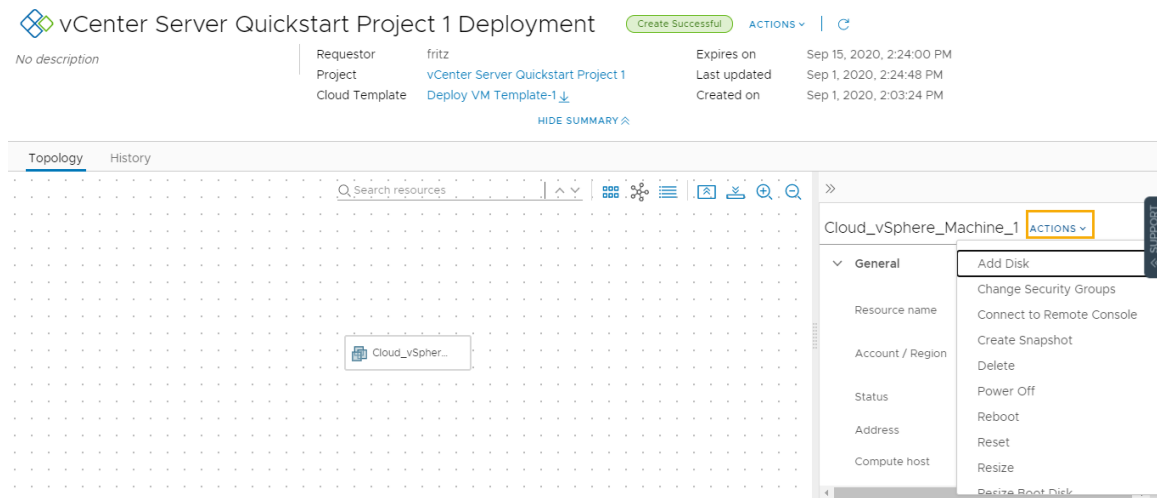 vCenter Server Quickstart Project 1 Deployment Create Successful ACTIONS
No description
Requestor fritz
Project vCenter Server Quickstart Project 1
Cloud Template Deploy VM Template-1
Expires on Sep 15, 2020, 2:24:00 PM
Last updated Sep 1, 2020, 2:24:48 PM
Created on Sep 1, 2020, 2:03:24 PM
HIDE SUMMARY
Topology History
Search resources
Cloud_vSpher...
Cloud_vSphere_Machine_1 ACTIONS
General
Resource name
Account / Region
Status
Address
Compute host
Add Disk
Change Security Groups
Connect to Remote Console
Create Snapshot
Delete
Power Off
Reboot
Reset
Resize
Resize Boot Disk
SUPPORT